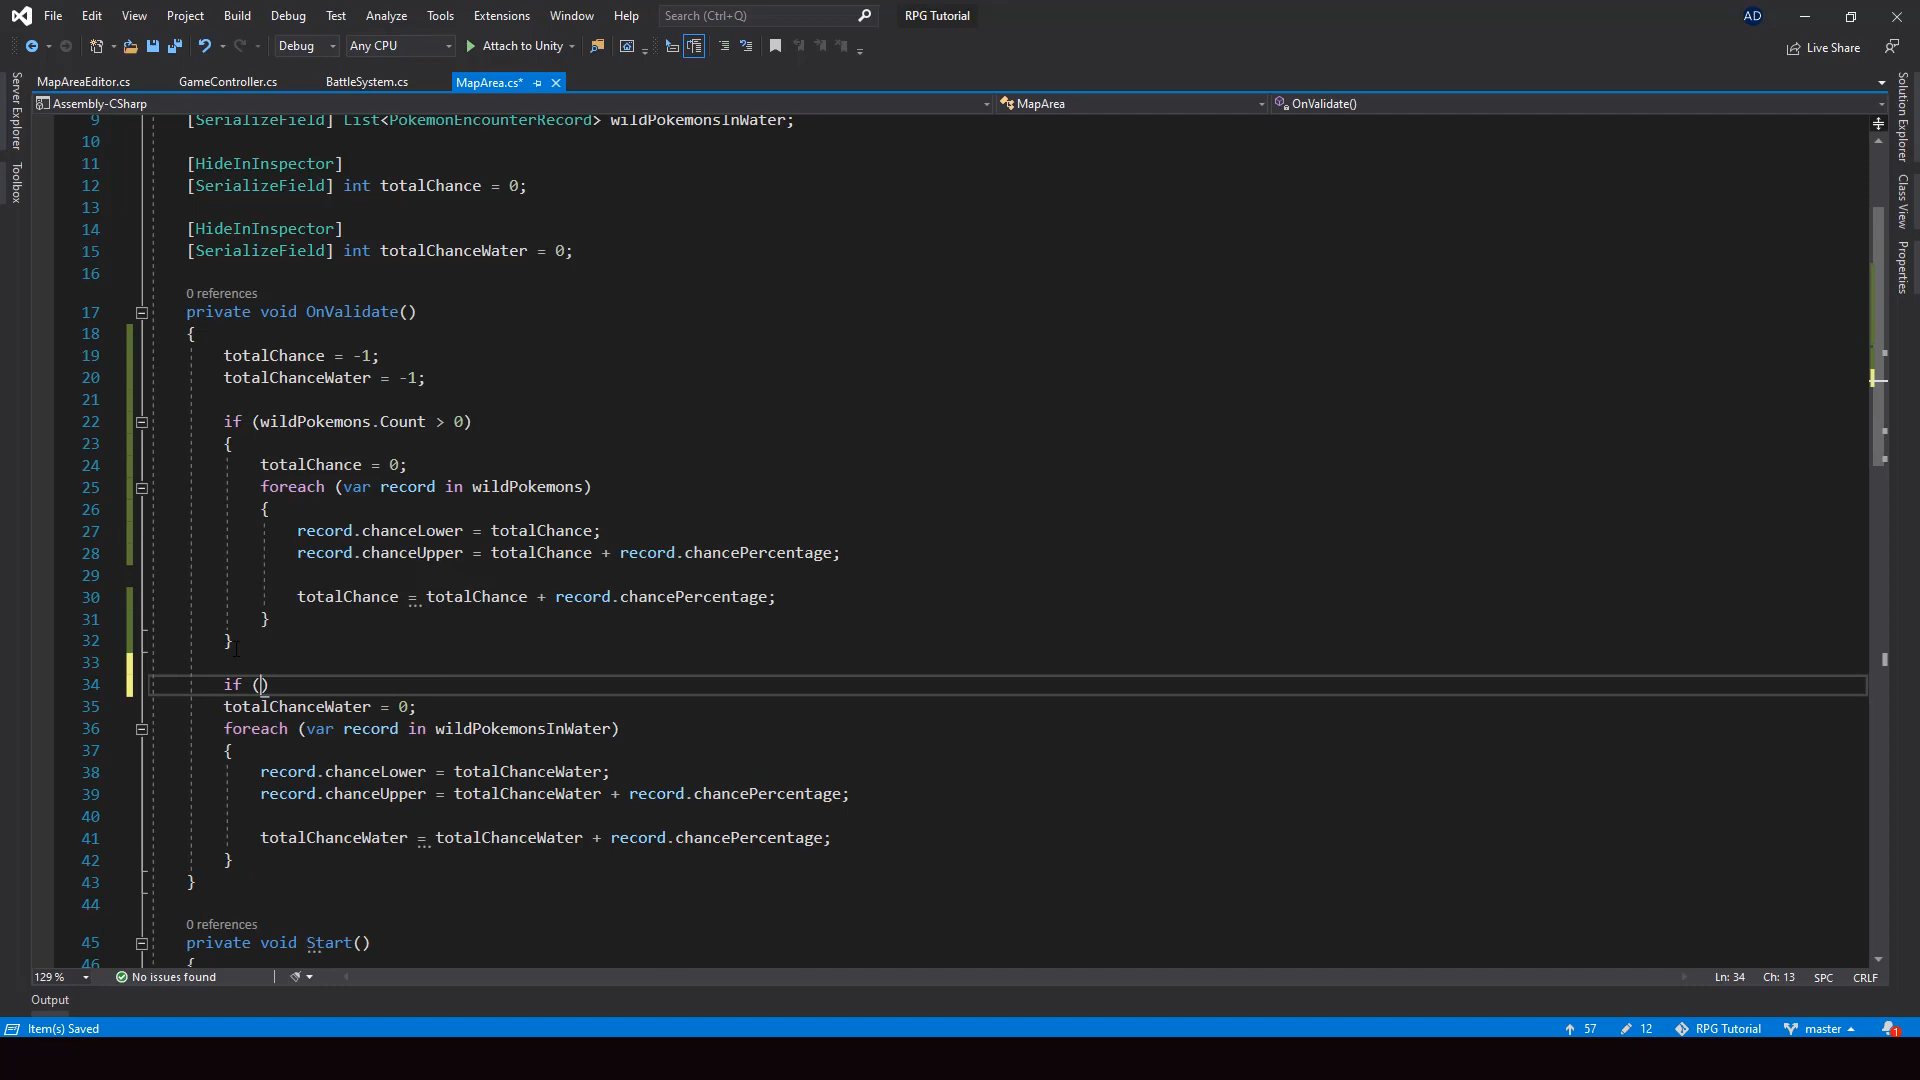 File Edit View Project Build Debug Test Analyze Tools Extensions Window Help Search (Ctrl+Q) RPG Tutorial AD
Debug Any CPU Attach to Unity Live Share
MapAreaEditor.cs GameController.cs BattleSystem.cs MapArea.cs*
Assembly-CSharp MapArea OnValidate()
Server Explorer
Toolbox
Solution Explorer
Class View
Properties
9 [SerializeField] List<PokemonEncounterRecord> wildPokemonsInWater;
10
11 [HideInInspector]
12 [SerializeField] int totalChance = 0;
13
14 [HideInInspector]
15 [SerializeField] int totalChanceWater = 0;
16
0 references
17 private void OnValidate()
18 {
19 totalChance = -1;
20 totalChanceWater = -1;
21
22 if (wildPokemons.Count > 0)
23 {
24 totalChance = 0;
25 foreach (var record in wildPokemons)
26 {
27 record.chanceLower = totalChance;
28 record.chanceUpper = totalChance + record.chancePercentage;
29
30 totalChance = totalChance + record.chancePercentage;
31 }
32 }
33
34 if ()
35 totalChanceWater = 0;
36 foreach (var record in wildPokemonsInWater)
37 {
38 record.chanceLower = totalChanceWater;
39 record.chanceUpper = totalChanceWater + record.chancePercentage;
40
41 totalChanceWater = totalChanceWater + record.chancePercentage;
42 }
43 }
44
0 references
45 private void Start()
46 {
129 % No issues found Ln: 34 Ch: 13 SPC CRLF
Output
Item(s) Saved 57 12 RPG Tutorial master 1